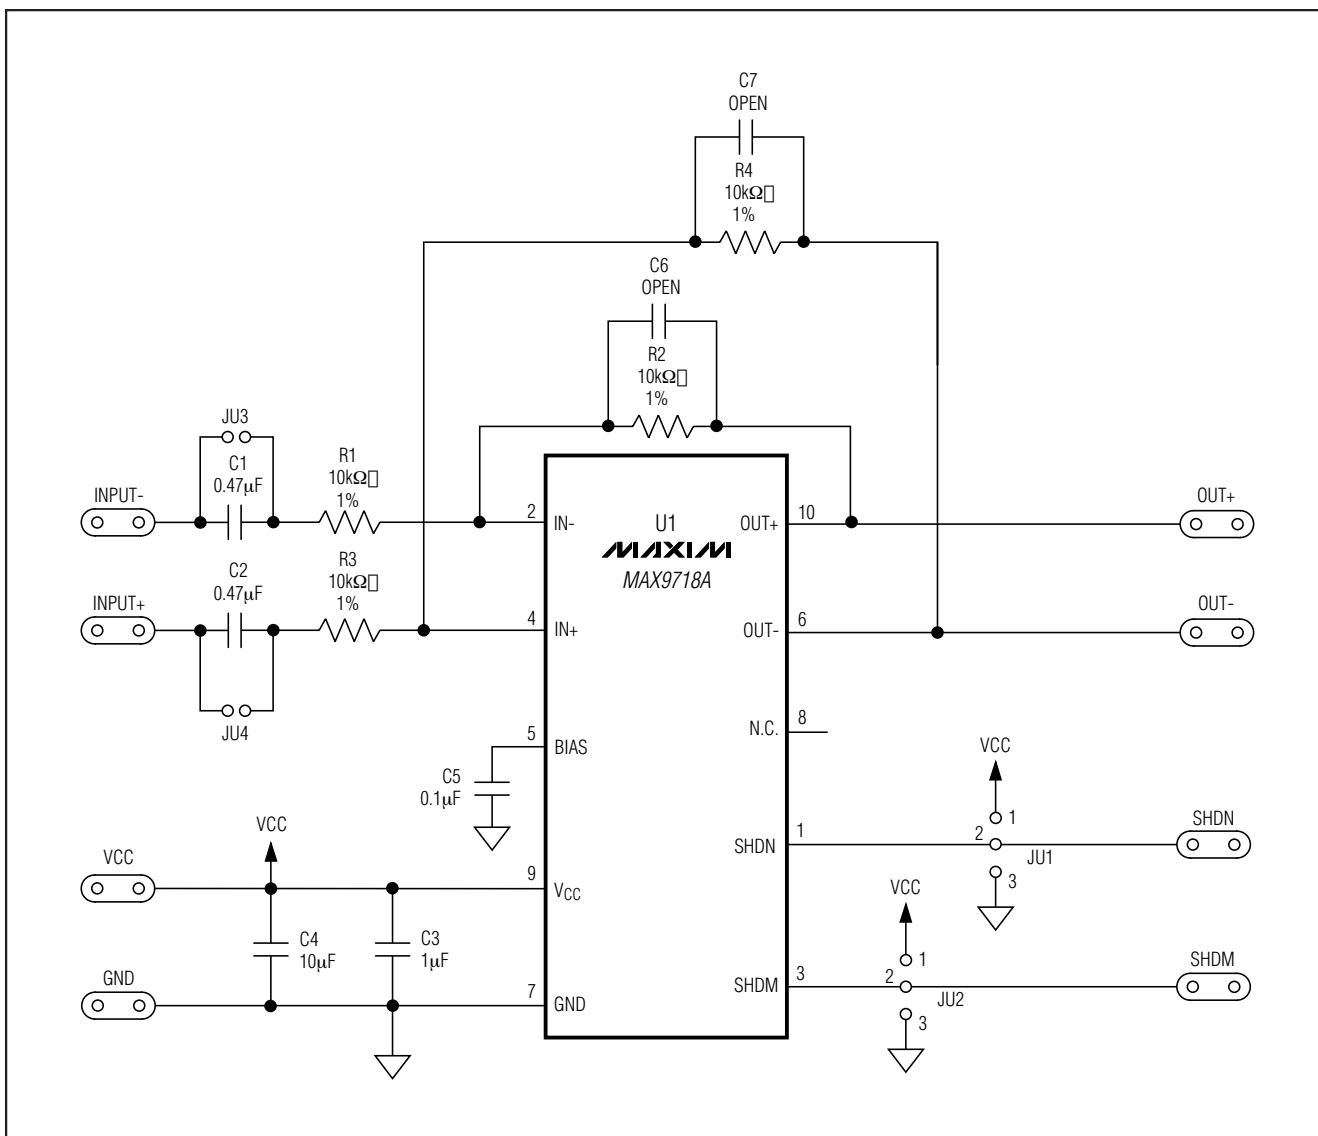 C7
OPEN
R4
10kΩ▯
1%
C6
OPEN
R2
10kΩ▯
1%
JU3
C1
0.47µF
R1
10kΩ▯
1%
INPUT-
2
IN-
U1
MAXIM
MAX9718A
OUT+
10
OUT+
C2
0.47µF
R3
10kΩ▯
1%
INPUT+
4
IN+
OUT-
6
OUT-
JU4
5
BIAS
N.C.
8
C5
0.1µF
VCC
1
2
3
JU1
SHDN
1
SHDN
VCC
VCC
9
VCC
C4
10µF
C3
1µF
VCC
1
2
3
JU2
SHDM
3
SHDM
GND
7
GND